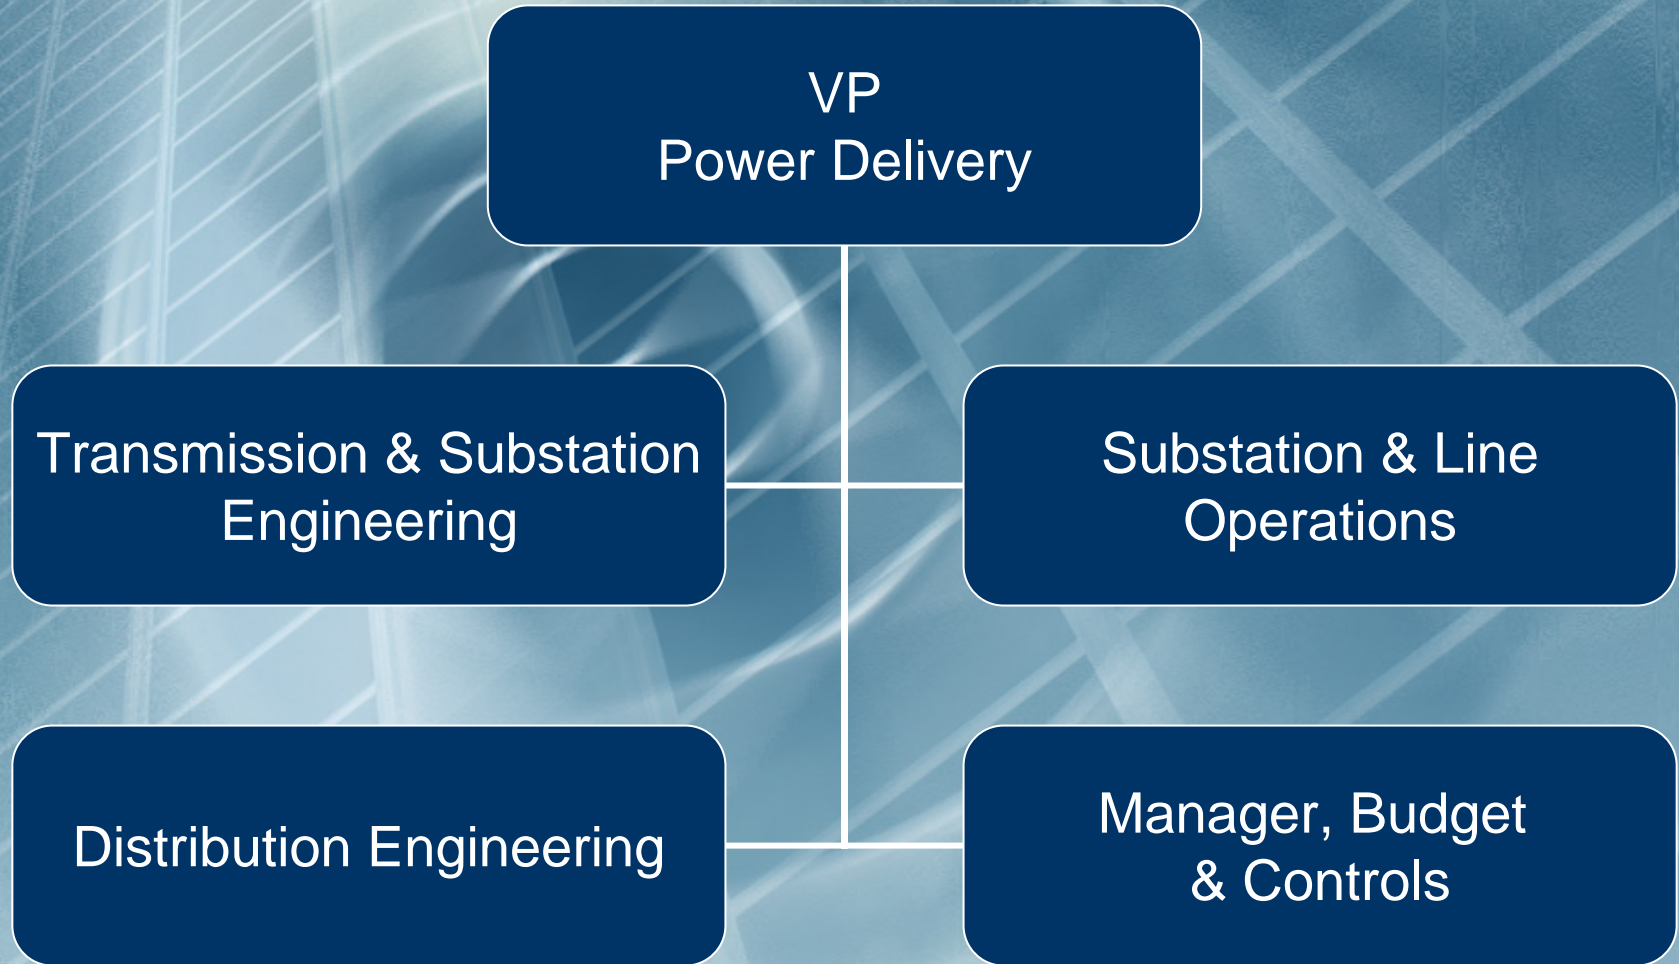 VP
Power Delivery
Transmission & Substation
Engineering
Substation & Line
Operations
Distribution Engineering
Manager, Budget
& Controls